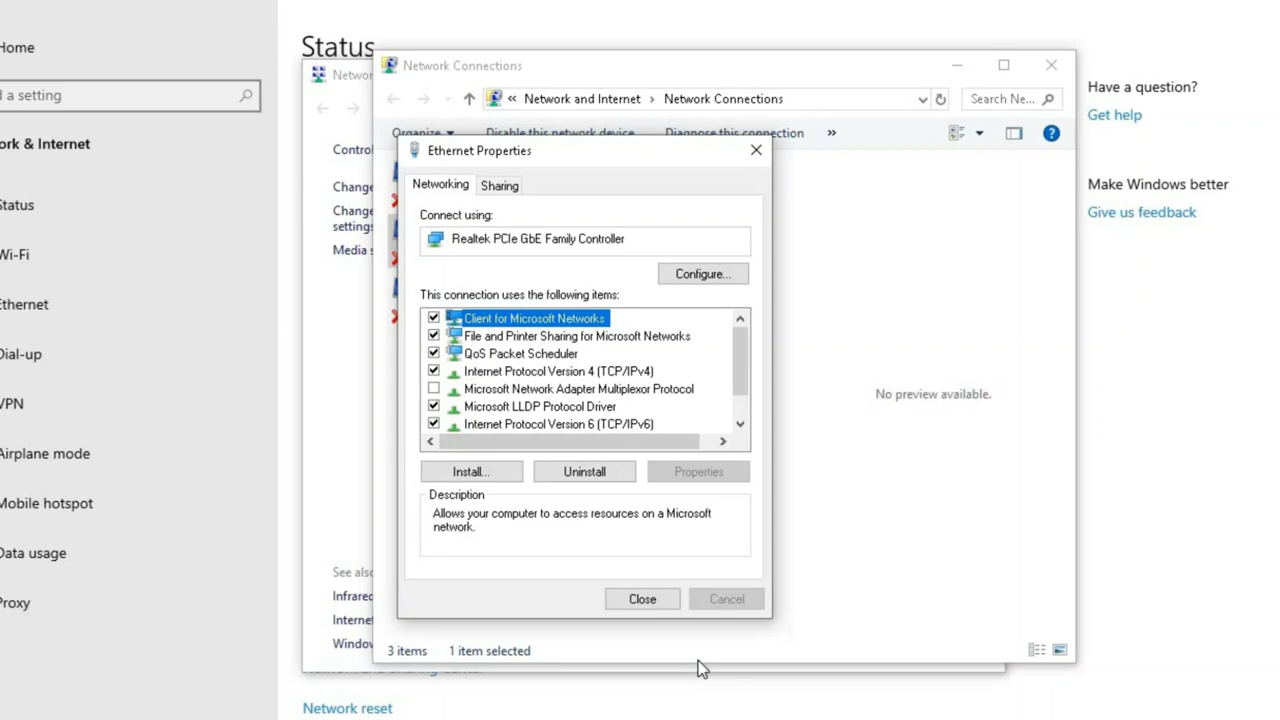 Home
d a setting
ork & Internet
Status
Wi-Fi
Ethernet
Dial-up
VPN
Airplane mode
Mobile hotspot
Data usage
Proxy
Status
Networ
Contro
Change
Change
settings
Media s
See also
Infrared
Interne
Window
Network reset
Network Connections
« Network and Internet › Network Connections
Search Ne...
Organize
Disable this network device
Diagnose this connection
»
No preview available.
3 items
1 item selected
Ethernet Properties
Networking
Sharing
Connect using:
Realtek PCIe GbE Family Controller
Configure...
This connection uses the following items:
Client for Microsoft Networks
File and Printer Sharing for Microsoft Networks
QoS Packet Scheduler
Internet Protocol Version 4 (TCP/IPv4)
Microsoft Network Adapter Multiplexor Protocol
Microsoft LLDP Protocol Driver
Internet Protocol Version 6 (TCP/IPv6)
Install...
Uninstall
Properties
Description
Allows your computer to access resources on a Microsoft
network.
Close
Cancel
Have a question?
Get help
Make Windows better
Give us feedback